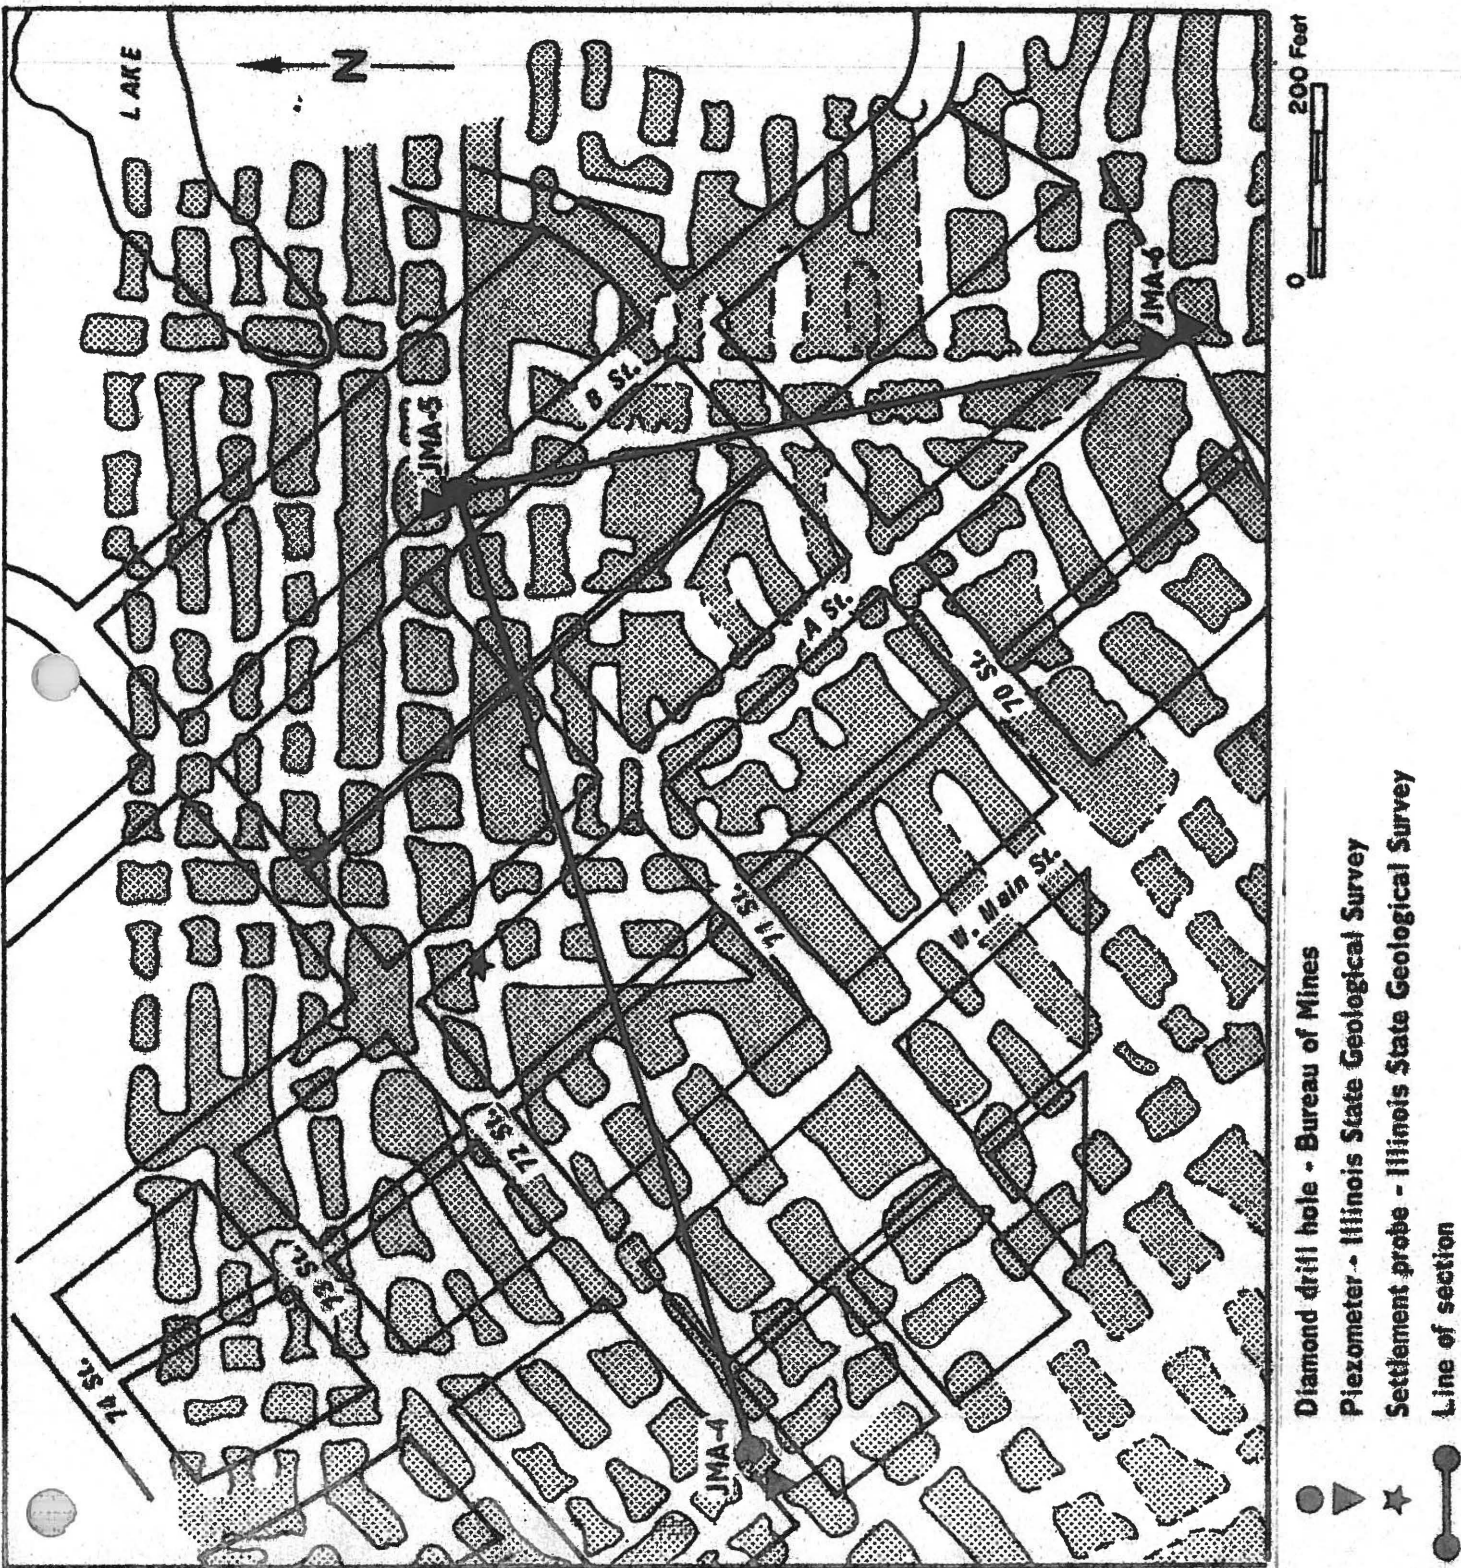 LAKE
N
JMA-5
B St.
JMA-6
A St.
70 St.
71 St.
W. Main St.
72 St.
73 St.
74 St.
JMA-4
0 200 Feet
Diamond drill hole - Bureau of Mines
Piezometer - Illinois State Geological Survey
Settlement probe - Illinois State Geological Survey
Line of section